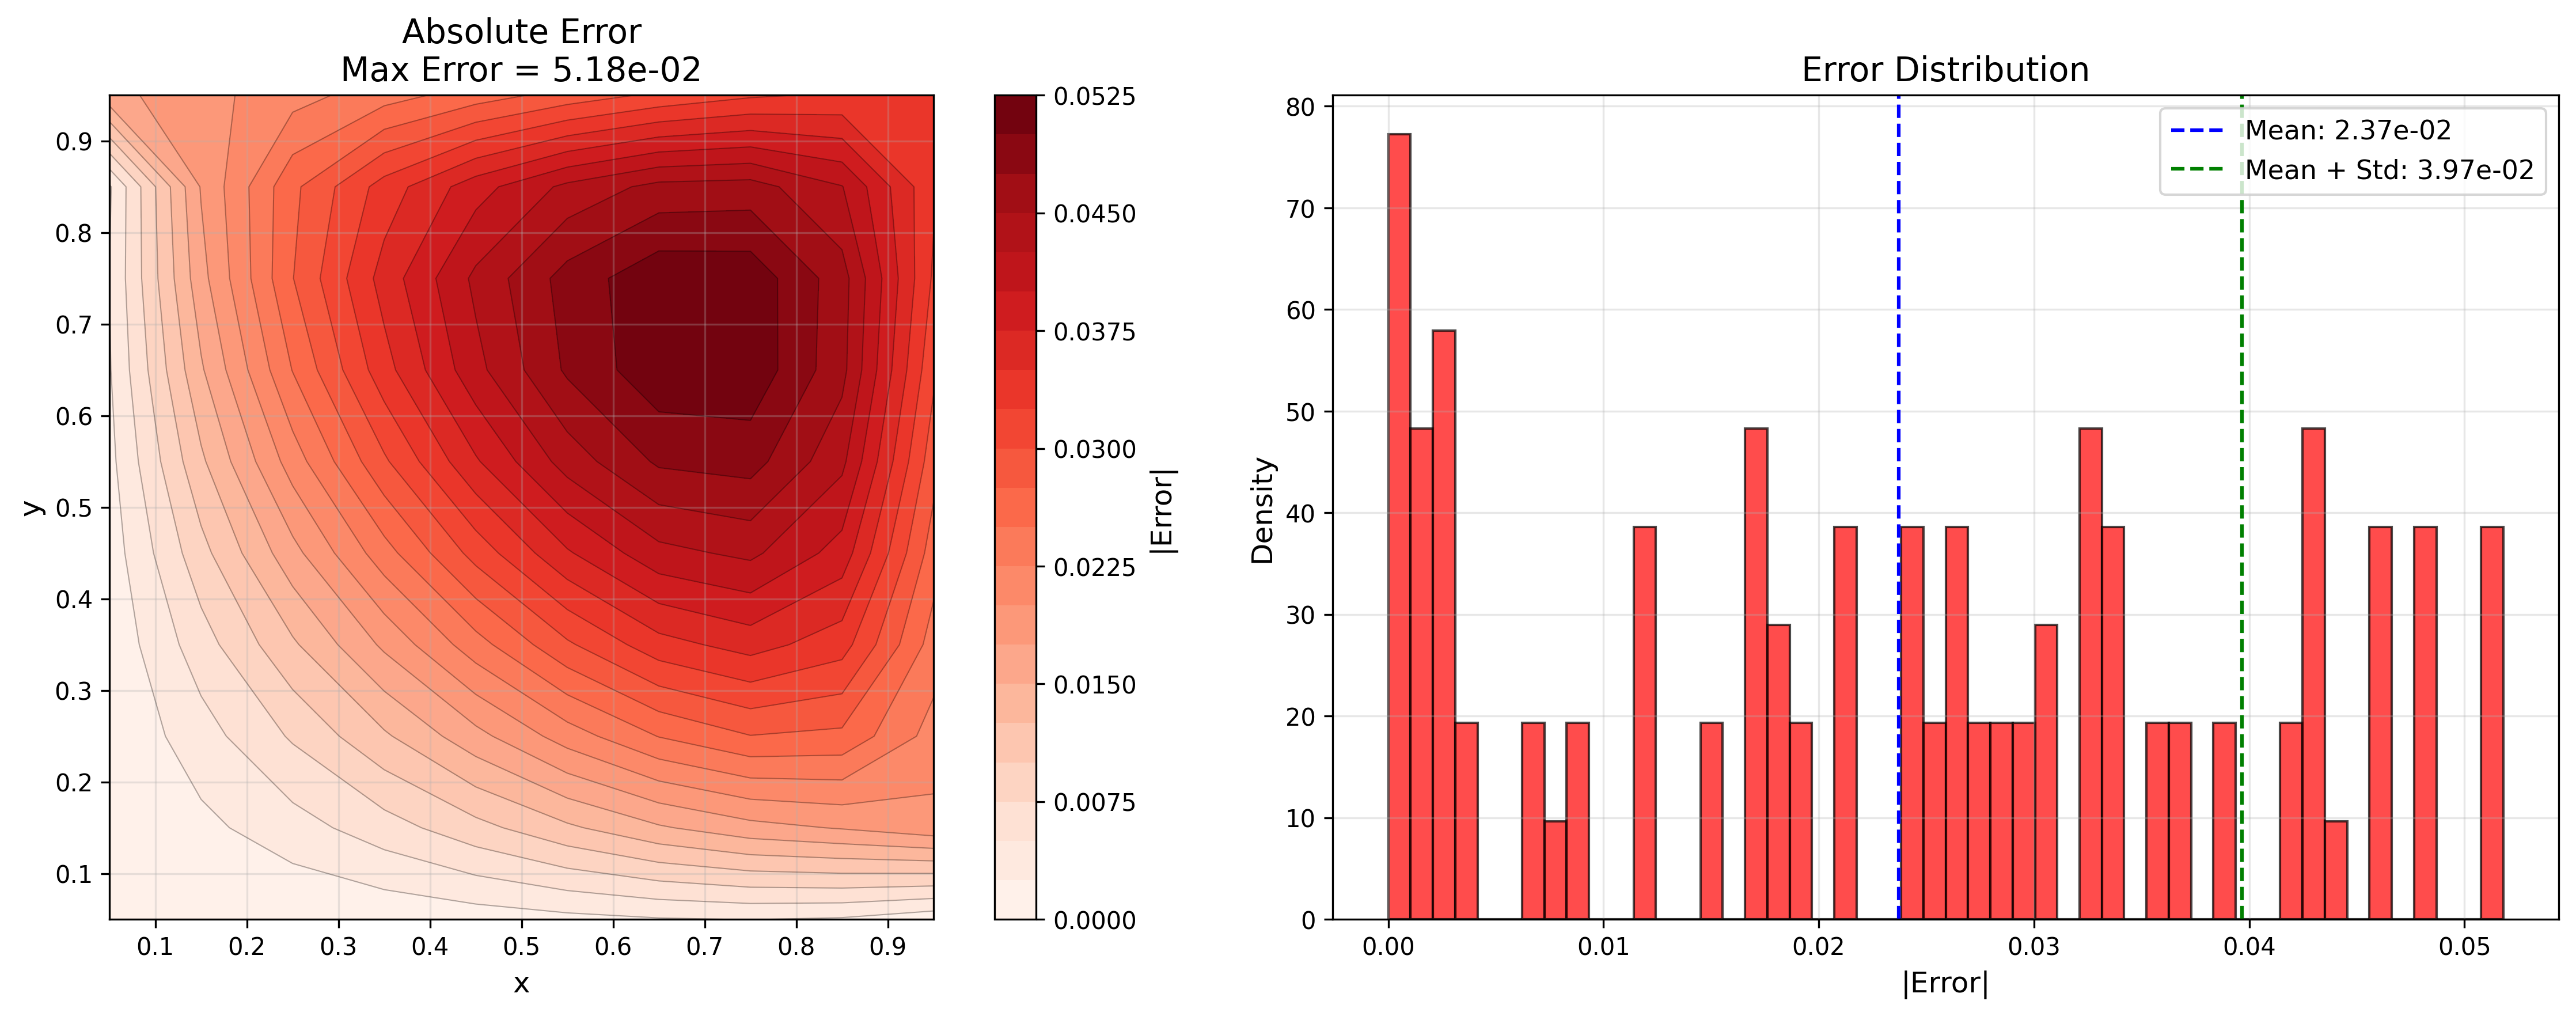 Absolute Error
Max Error = 5.18e-02
y
0.9
0.8
0.7
0.6
0.5
0.4
0.3
0.2
0.1
0.1 0.2 0.3 0.4 0.5 0.6 0.7 0.8 0.9
x
0.0525
0.0450
0.0375
0.0300
0.0225
0.0150
0.0075
0.0000
|Error|
Error Distribution
Mean: 2.37e-02
Mean + Std: 3.97e-02
Density
80
70
60
50
40
30
20
10
0
0.00 0.01 0.02 0.03 0.04 0.05
|Error|